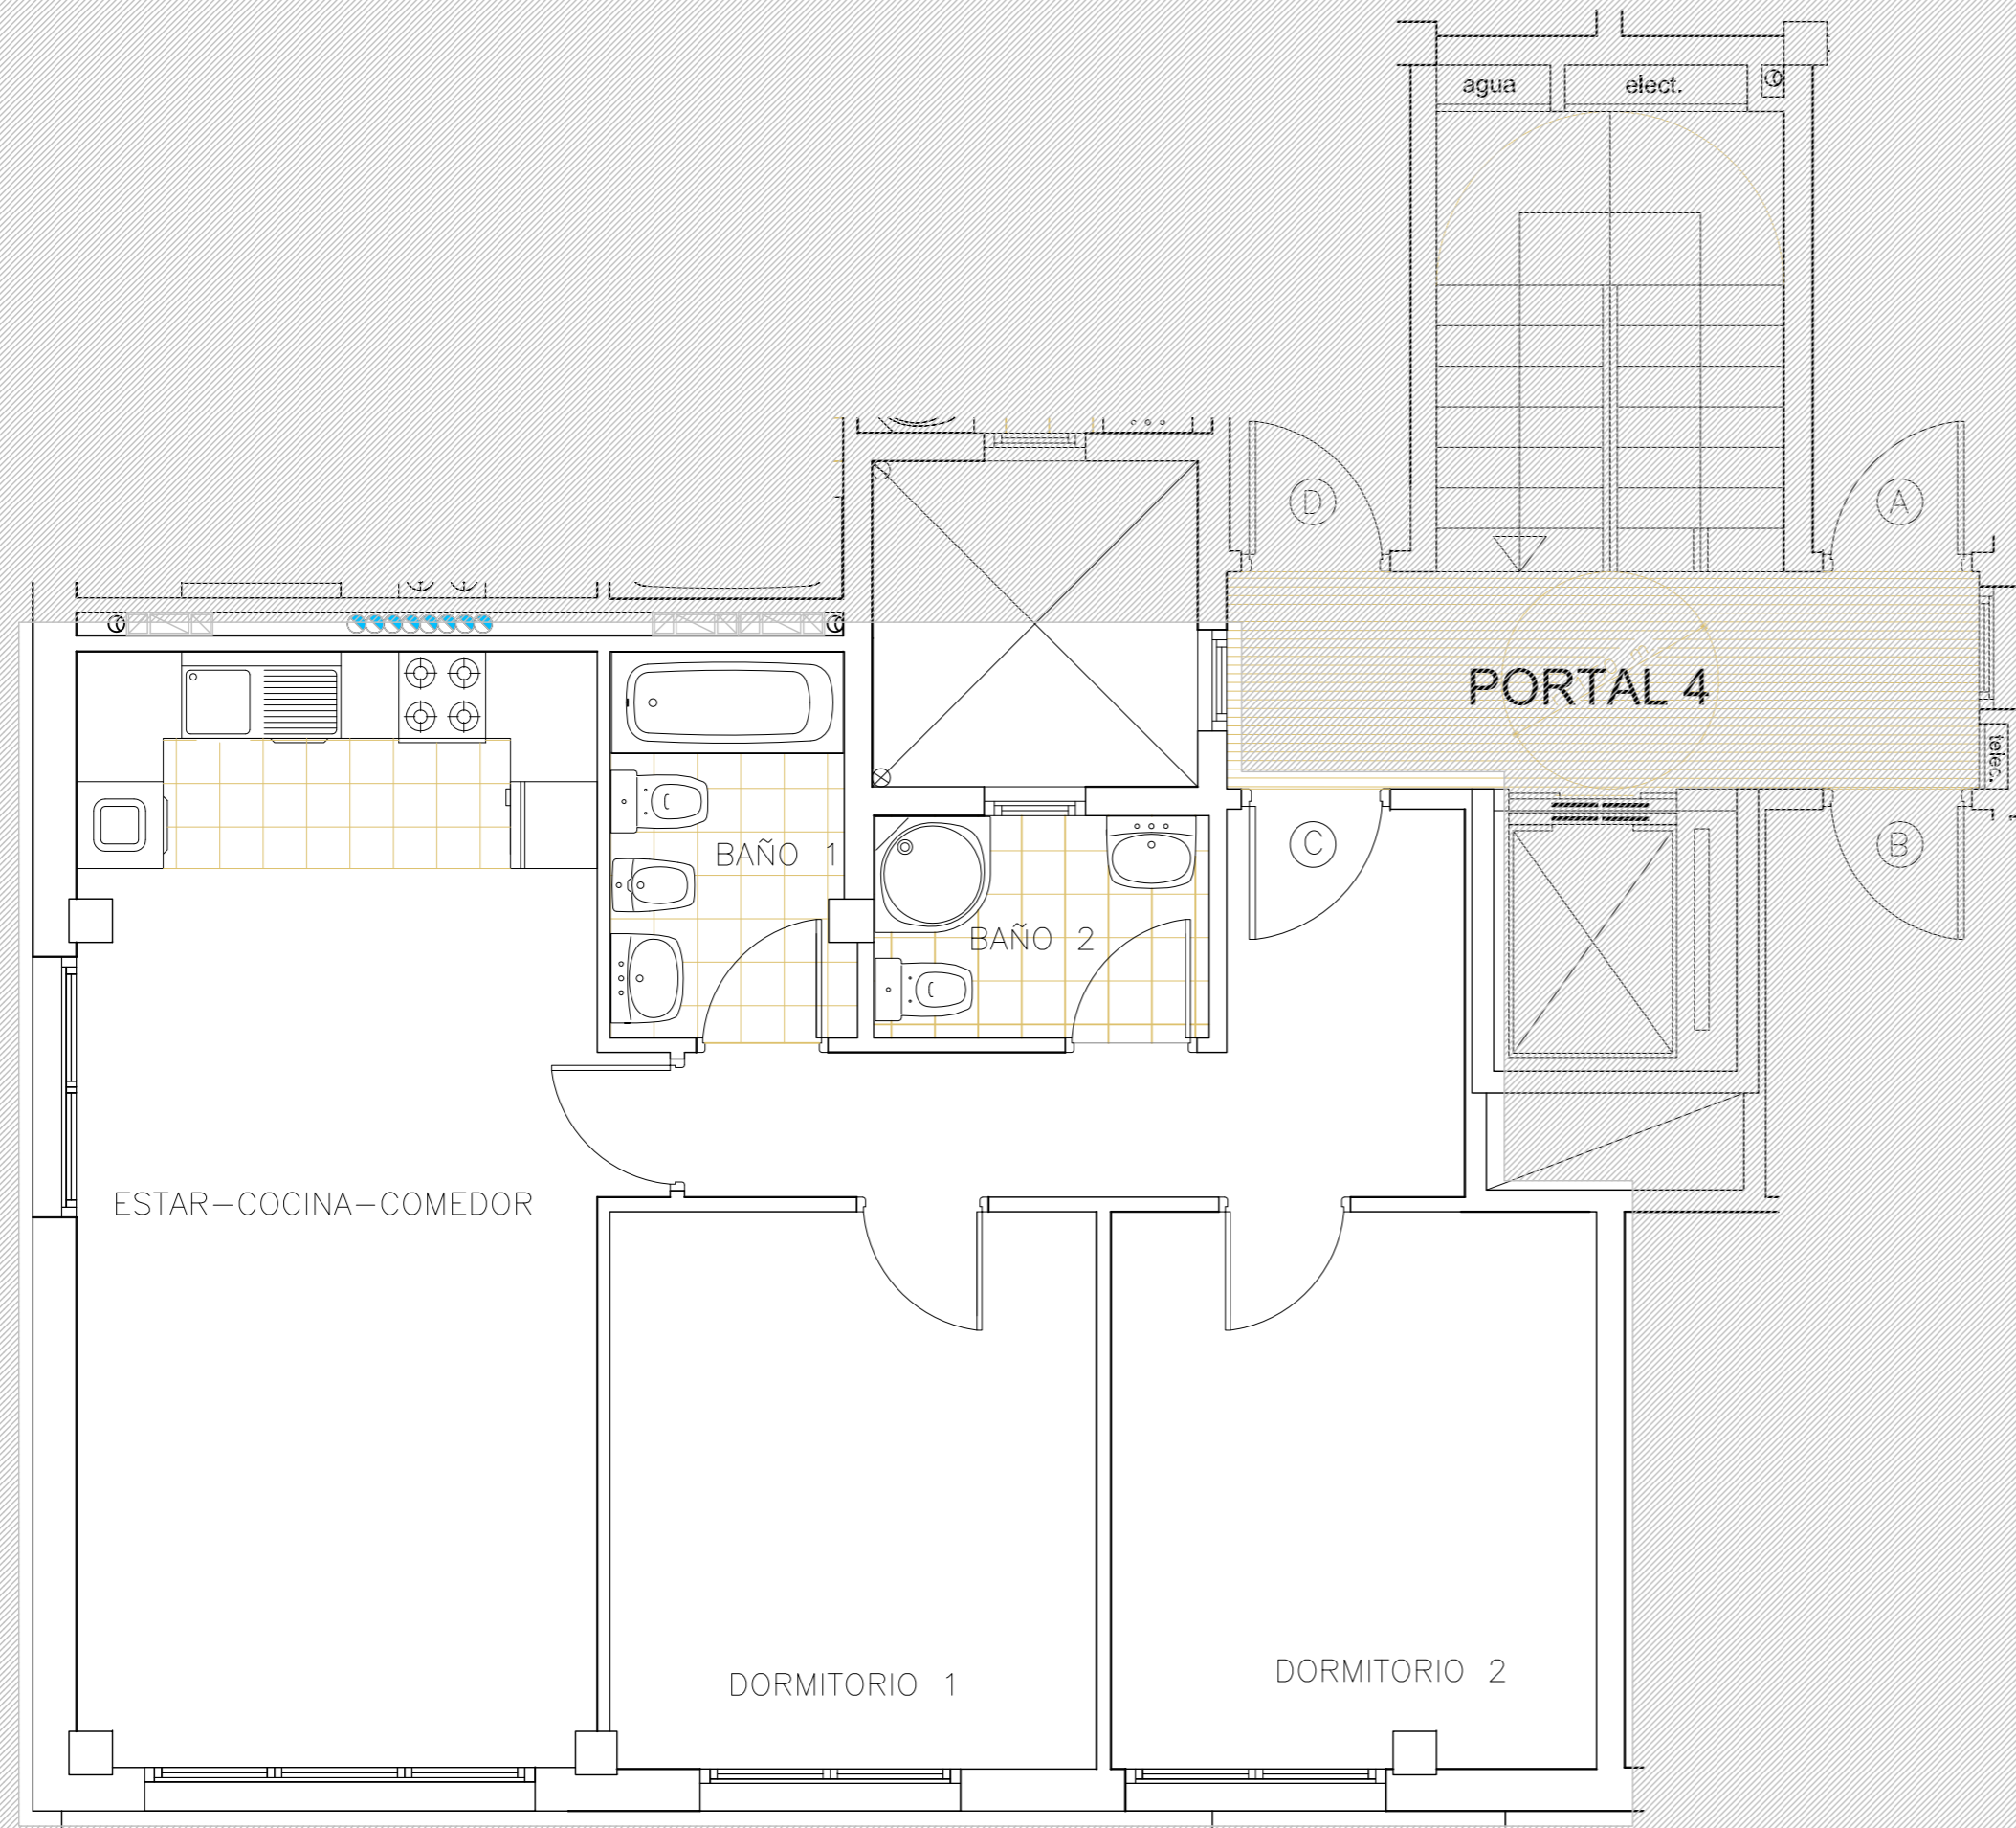 agua
elect.
D
A
PORTAL 4
telec.
C
B
BAÑO 1
BAÑO 2
ESTAR-COCINA-COMEDOR
DORMITORIO 1
DORMITORIO 2